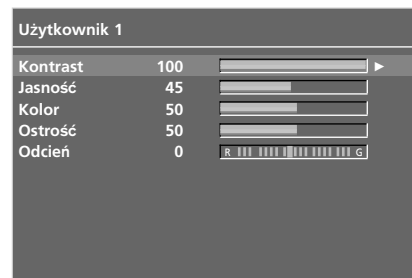 Użytkownik 1
Kontrast 100
Jasność 45
Kolor 50
Ostrość 50
Odcień 0 R G